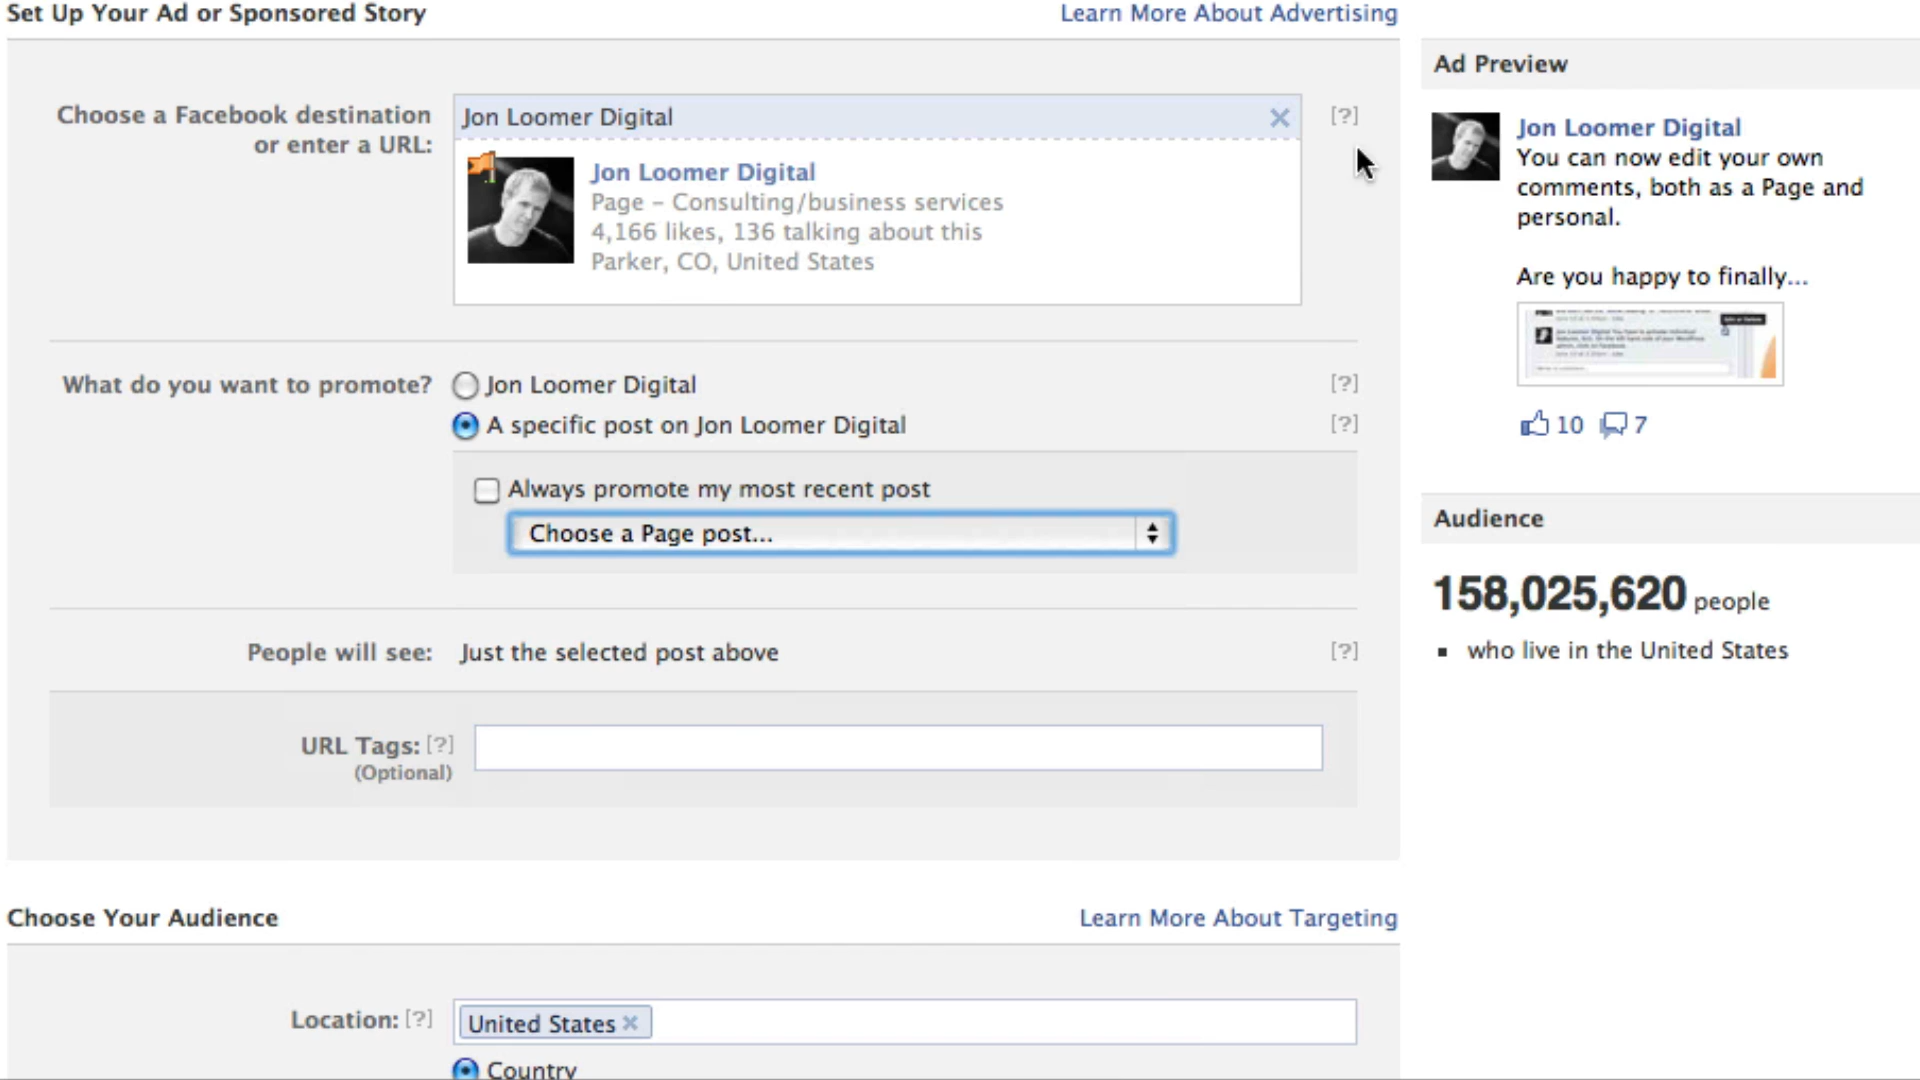 Set Up Your Ad or Sponsored Story
Learn More About Advertising
Choose a Facebook destination
or enter a URL:
Jon Loomer Digital
[?]
Jon Loomer Digital
Page – Consulting/business services
4,166 likes, 136 talking about this
Parker, CO, United States
What do you want to promote?
Jon Loomer Digital
[?]
A specific post on Jon Loomer Digital
[?]
Always promote my most recent post
Choose a Page post...
People will see:
Just the selected post above
[?]
URL Tags: [?]
(Optional)
Choose Your Audience
Learn More About Targeting
Location: [?]
United States
Country
Ad Preview
Jon Loomer Digital
You can now edit your own
comments, both as a Page and
personal.
Are you happy to finally...
10 7
Audience
158,025,620 people
who live in the United States